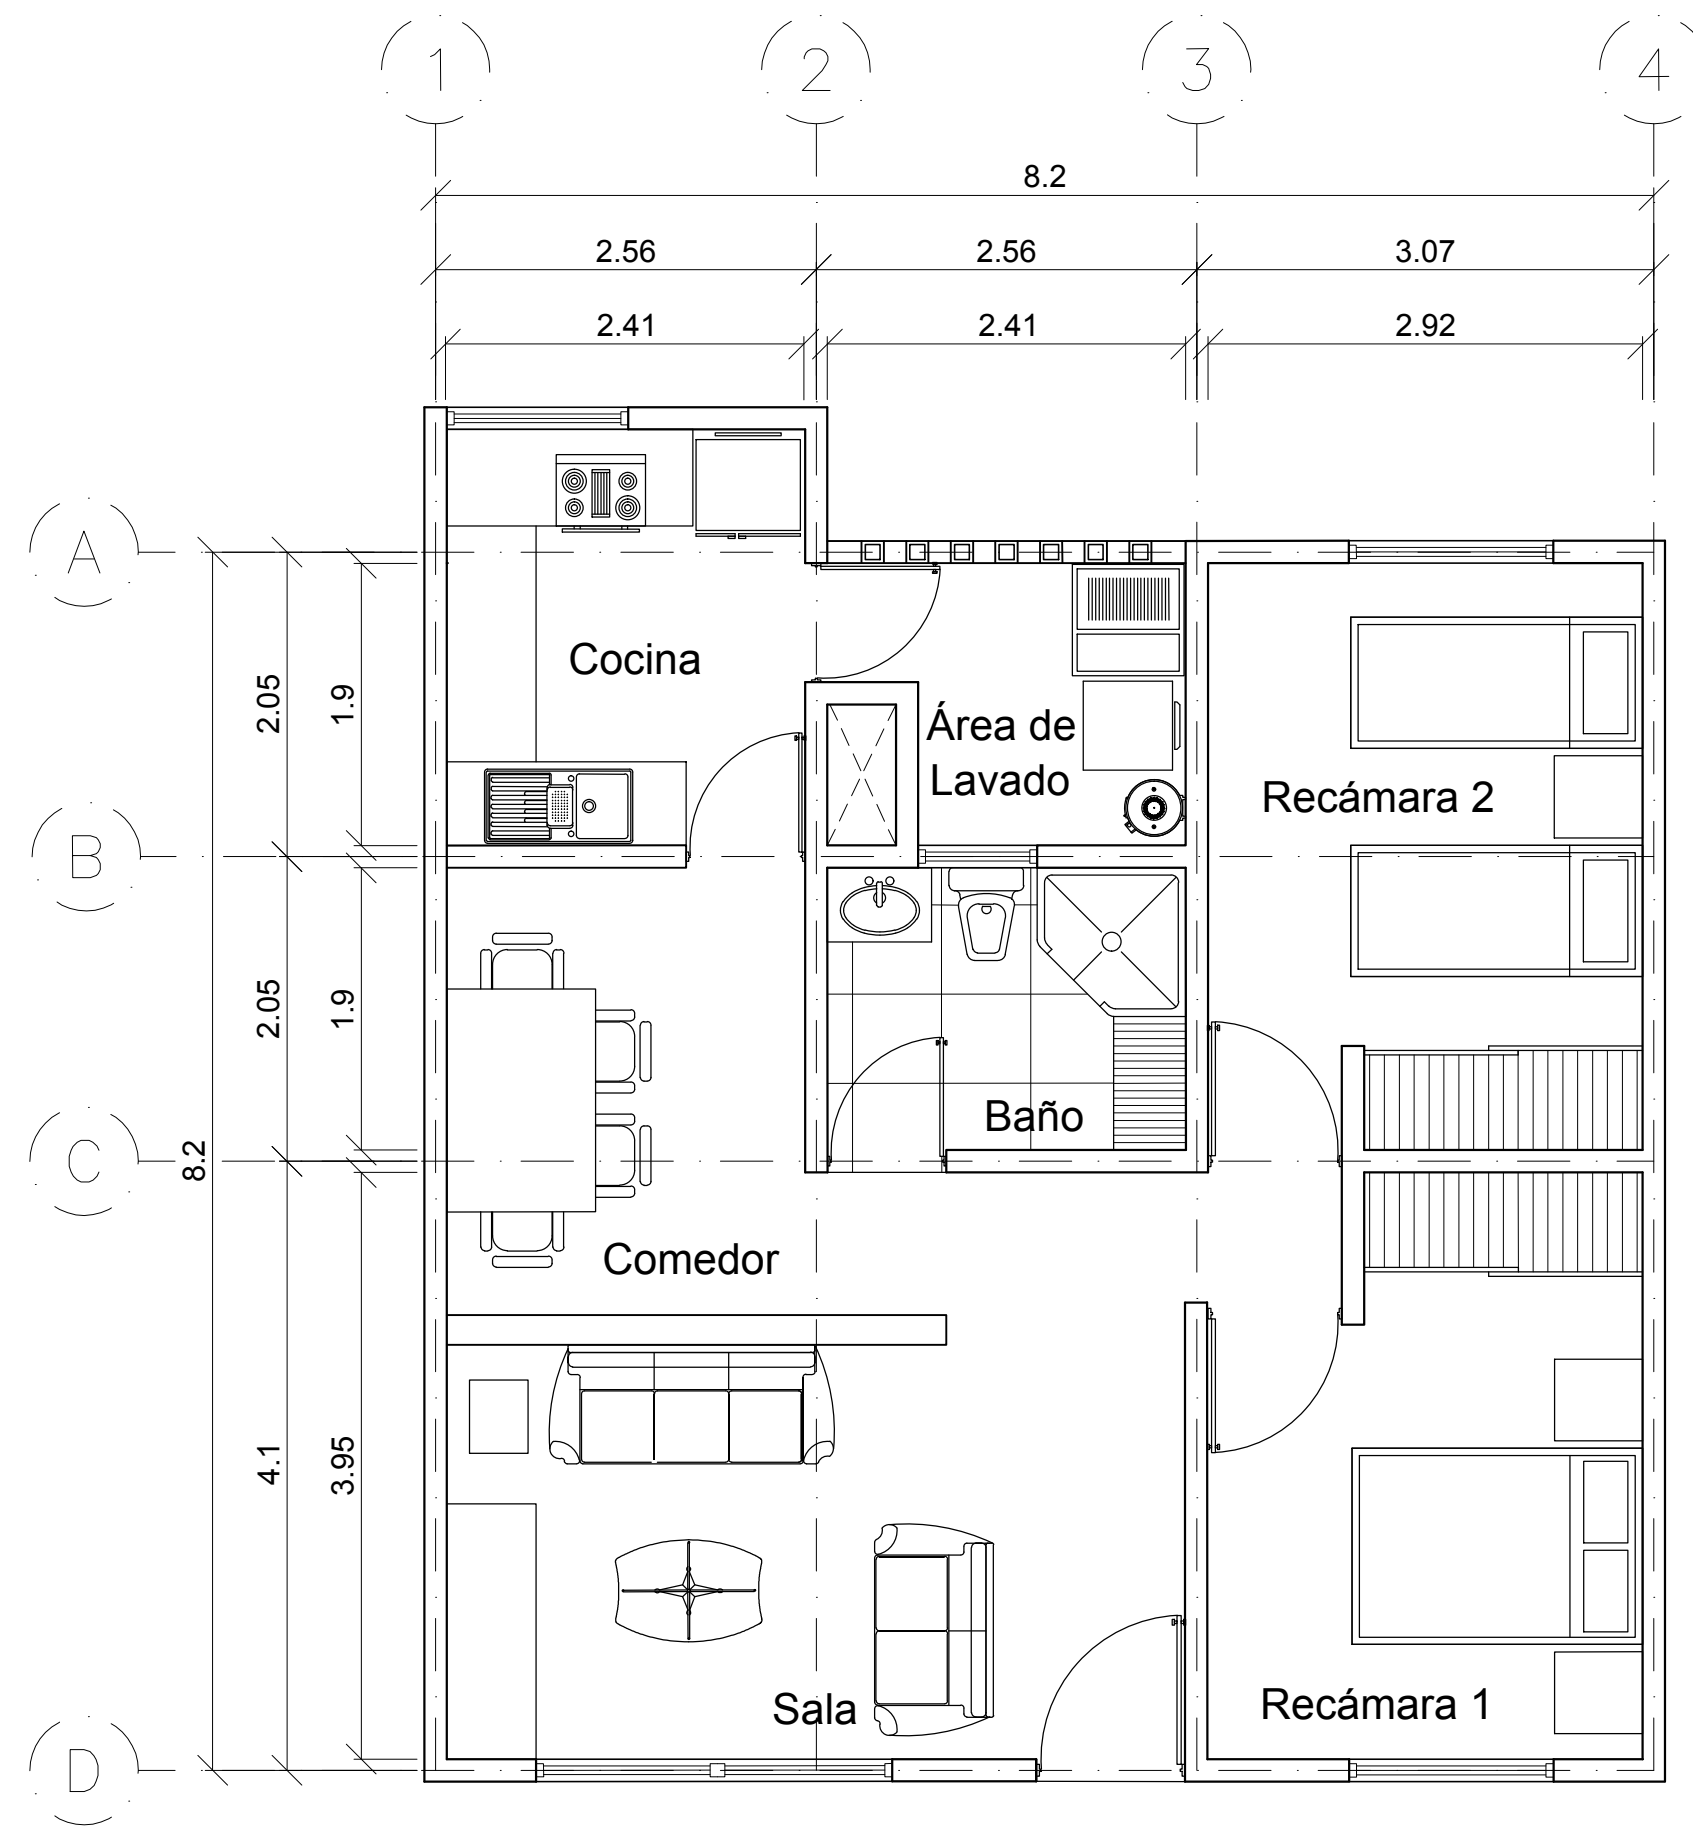 1 2 3 4
8.2
2.56 2.56 3.07
2.41 2.41 2.92
A
B
C
D
8.2
2.05
2.05
4.1
1.9
1.9
3.95
Cocina
Área de
Lavado
Recámara 2
Baño
Comedor
Sala
Recámara 1